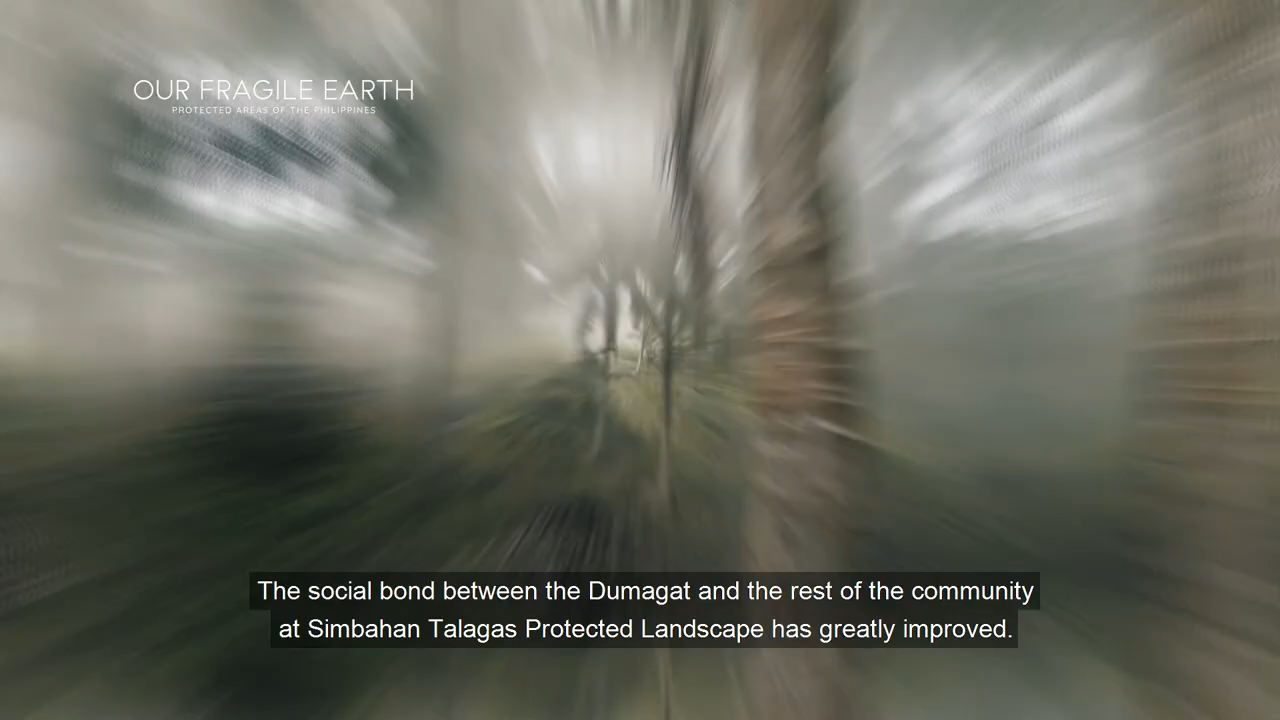 OUR FRAGILE EARTH
PROTECTED AREAS OF THE PHILIPPINES
The social bond between the Dumagat and the rest of the community
at Simbahan Talagas Protected Landscape has greatly improved.